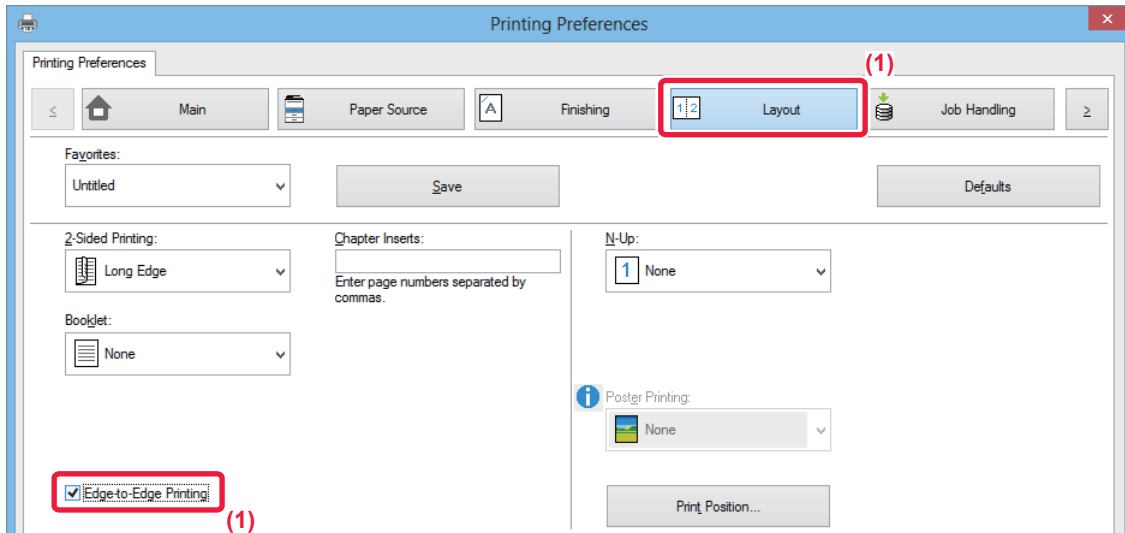 Printing Preferences
Printing Preferences
(1)
Main
Paper Source
A
Finishing
1 2
Layout
Job Handling
Favorites:
Untitled
Save
Defaults
2-Sided Printing:
Chapter Inserts:
N-Up:
Long Edge
1
None
Enter page numbers separated by
commas.
Booklet:
None
Poster Printing:
None
Edge-to-Edge Printing
Print Position...
(1)